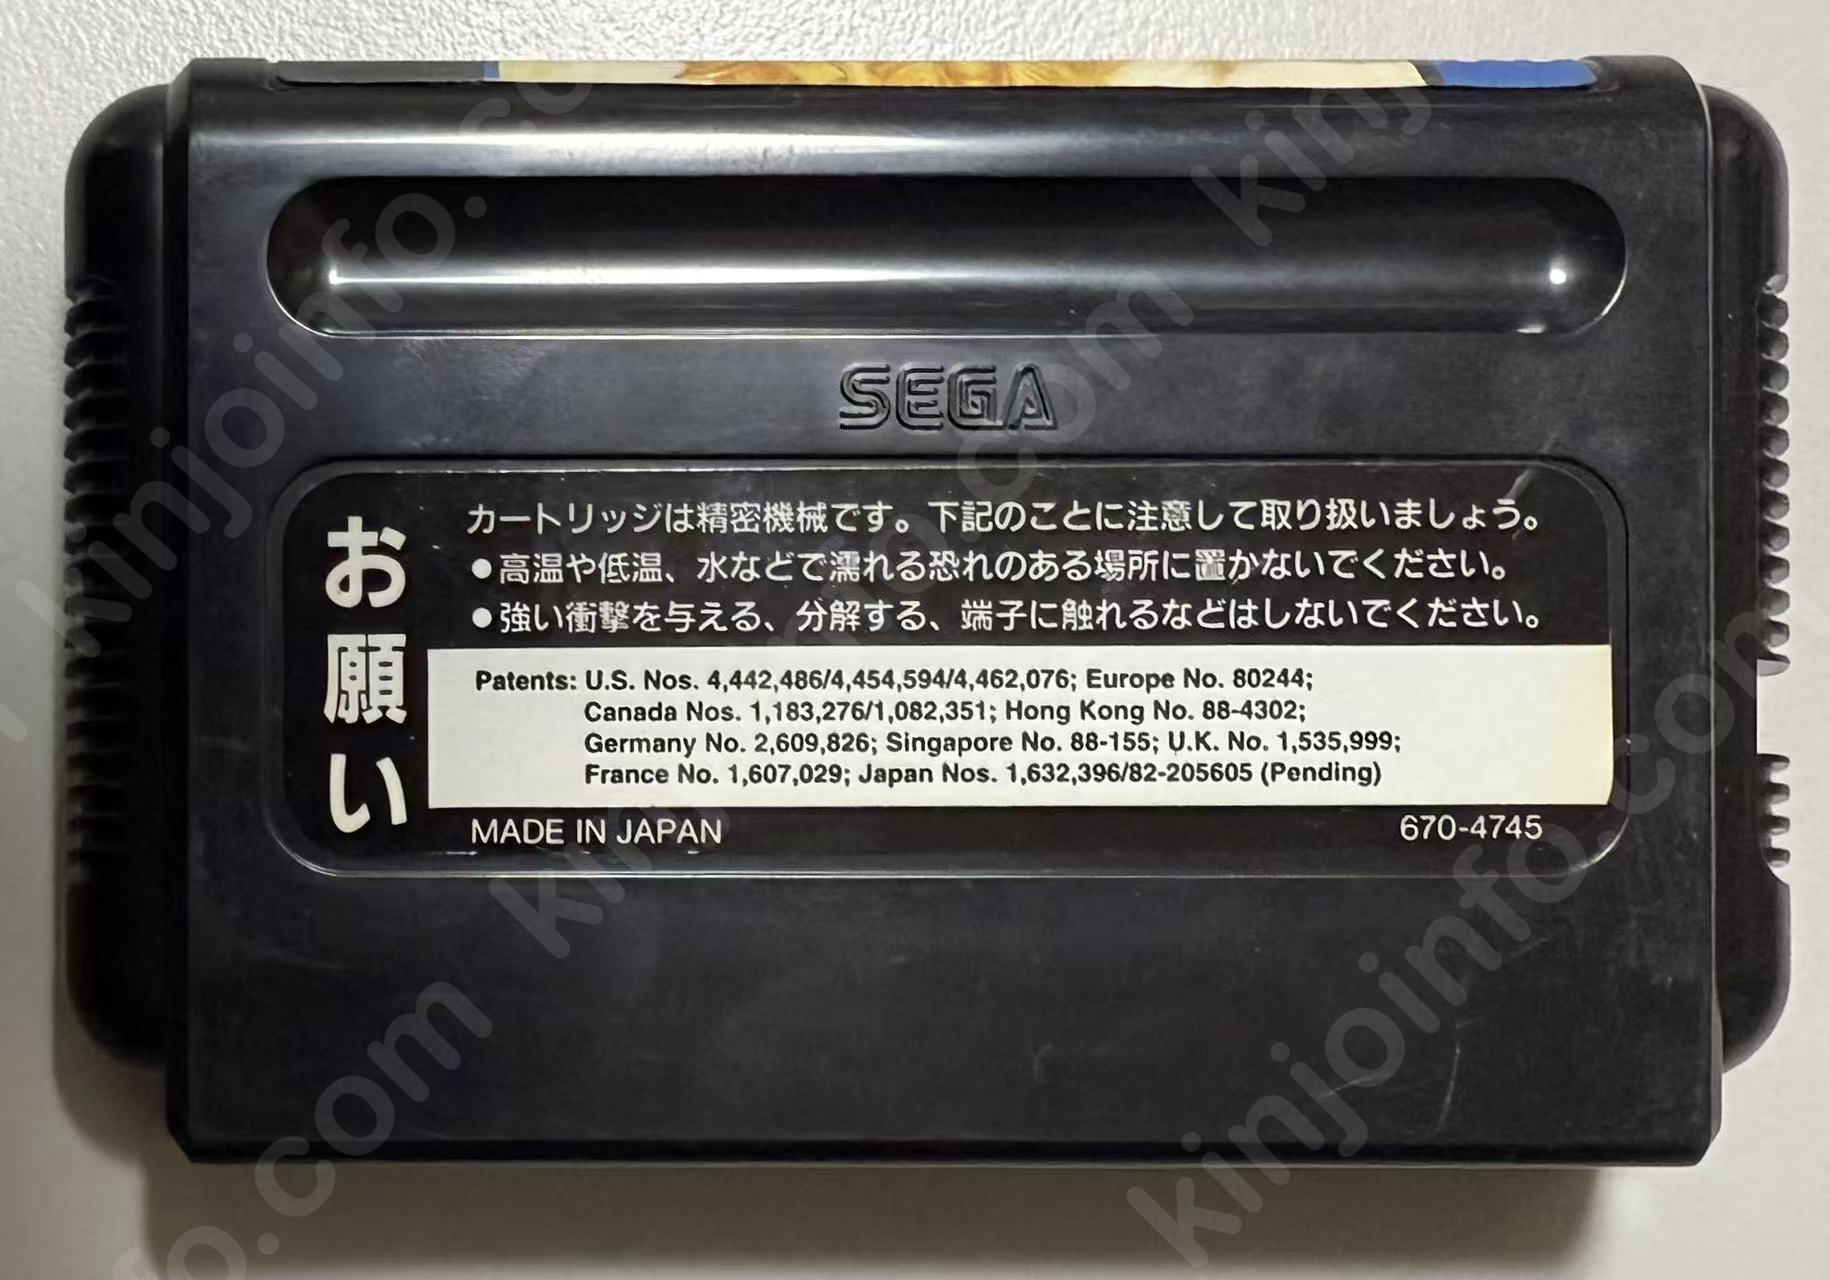 SEGA
お願い
カートリッジは精密機械です。下記のことに注意して取り扱いましょう。
●高温や低温、水などで濡れる恐れのある場所に置かないでください。
●強い衝撃を与える、分解する、端子に触れるなどはしないでください。
Patents: U.S. Nos. 4,442,486/4,454,594/4,462,076; Europe No. 80244;
Canada Nos. 1,183,276/1,082,351; Hong Kong No. 88-4302;
Germany No. 2,609,826; Singapore No. 88-155; U.K. No. 1,535,999;
France No. 1,607,029; Japan Nos. 1,632,396/82-205605 (Pending)
MADE IN JAPAN 670-4745
kinjoinfo.com
kinjoinfo.com
kinjoinfo.com